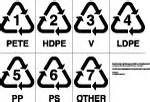 1 2 3 4
PETE HDPE V LDPE
5 6 7
PP PS OTHER